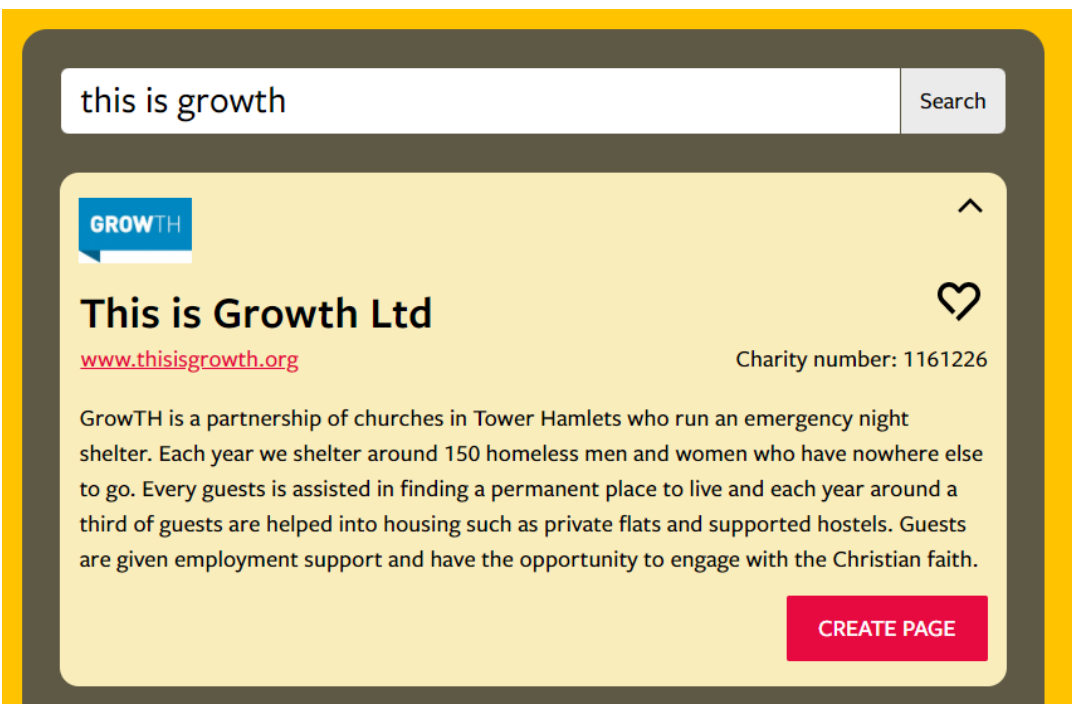 this is growth
Search
GROWTH
This is Growth Ltd
www.thisisgrowth.org
Charity number: 1161226
GrowTH is a partnership of churches in Tower Hamlets who run an emergency night
shelter. Each year we shelter around 150 homeless men and women who have nowhere else
to go. Every guests is assisted in finding a permanent place to live and each year around a
third of guests are helped into housing such as private flats and supported hostels. Guests
are given employment support and have the opportunity to engage with the Christian faith.
CREATE PAGE